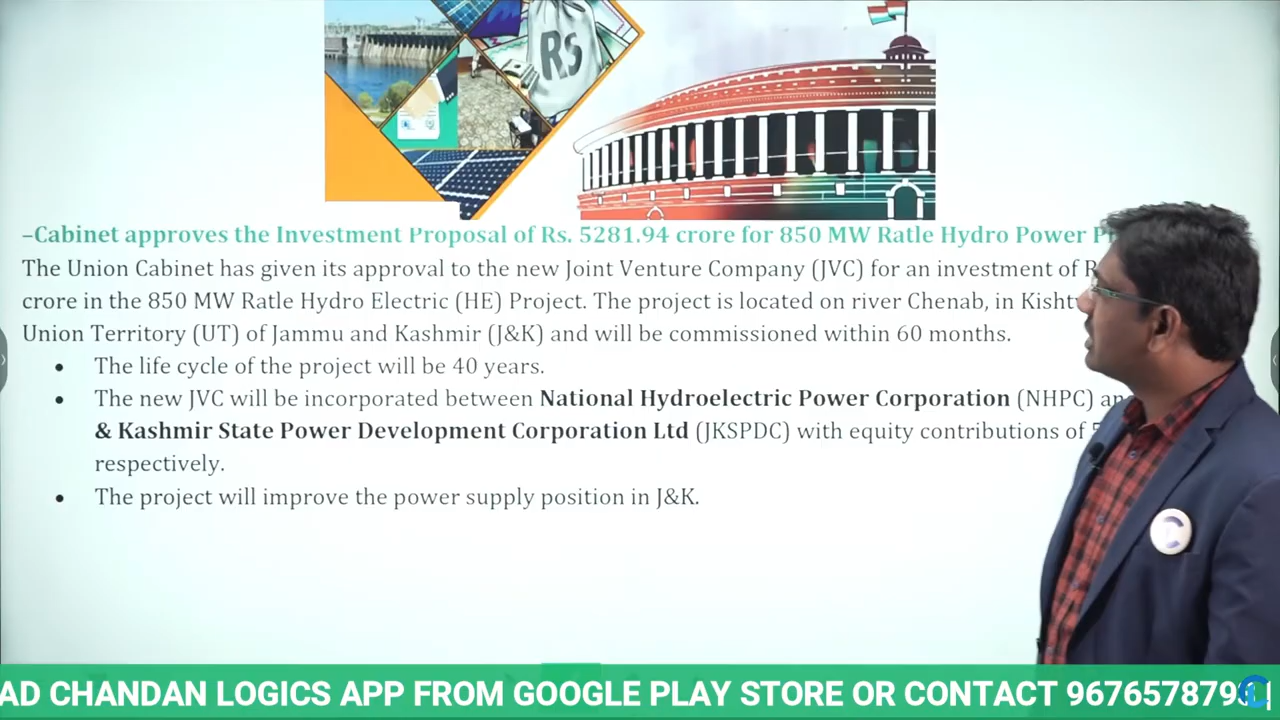 RS
–Cabinet approves the Investment Proposal of Rs. 5281.94 crore for 850 MW Ratle Hydro Power
The Union Cabinet has given its approval to the new Joint Venture Company (JVC) for an investment of
crore in the 850 MW Ratle Hydro Electric (HE) Project. The project is located on river Chenab, in
Union Territory (UT) of Jammu and Kashmir (J&K) and will be commissioned within 60 months.
• The life cycle of the project will be 40 years.
• The new JVC will be incorporated between National Hydroelectric Power Corporation (NHPC)
& Kashmir State Power Development Corporation Ltd (JKSPDC) with equity contributions of
respectively.
• The project will improve the power supply position in J&K.
AD CHANDAN LOGICS APP FROM GOOGLE PLAY STORE OR CONTACT